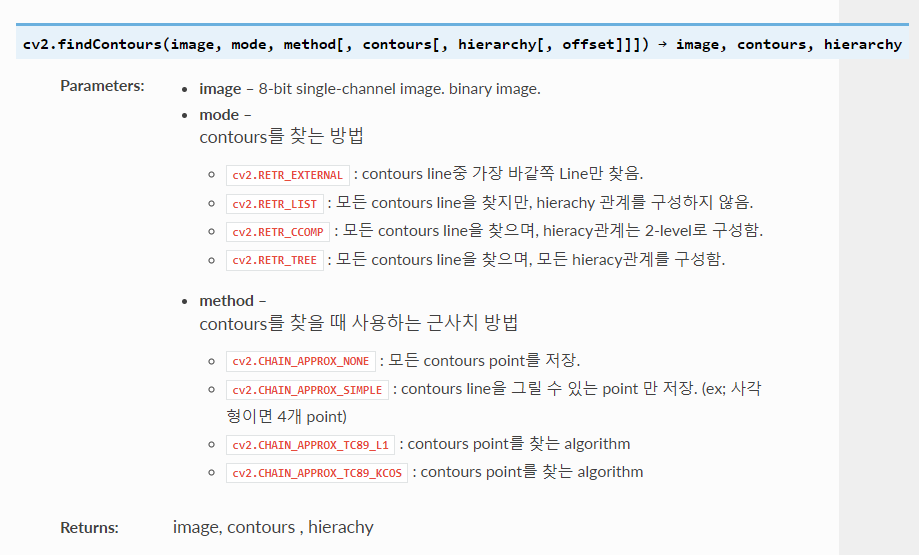 cv2.findContours(image, mode, method[, contours[, hierarchy[, offset]]]) → image, contours, hierarchy
Parameters:
• image – 8-bit single-channel image. binary image.
• mode –
contours를 찾는 방법
cv2.RETR_EXTERNAL : contours line중 가장 바같쪽 Line만 찾음.
cv2.RETR_LIST : 모든 contours line을 찾지만, hierachy 관계를 구성하지 않음.
cv2.RETR_CCOMP : 모든 contours line을 찾으며, hieracy관계는 2-level로 구성함.
cv2.RETR_TREE : 모든 contours line을 찾으며, 모든 hieracy관계를 구성함.
• method –
contours를 찾을 때 사용하는 근사치 방법
cv2.CHAIN_APPROX_NONE : 모든 contours point를 저장.
cv2.CHAIN_APPROX_SIMPLE : contours line을 그릴 수 있는 point 만 저장. (ex; 사각
형이면 4개 point)
cv2.CHAIN_APPROX_TC89_L1 : contours point를 찾는 algorithm
cv2.CHAIN_APPROX_TC89_KCOS : contours point를 찾는 algorithm
Returns: image, contours , hierachy